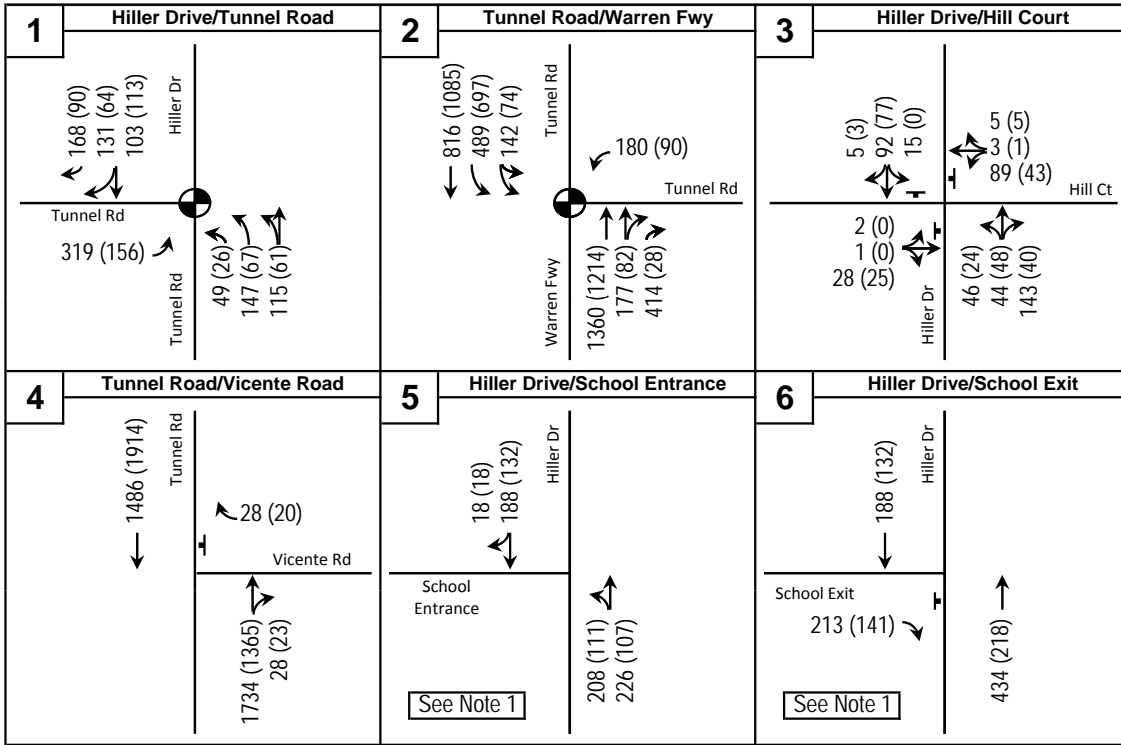 1
Hiller Drive/Tunnel Road
168 (90)
131 (64)
103 (113)
Hiller Dr
Tunnel Rd
319 (156)
Tunnel Rd
49 (26)
147 (67)
115 (61)
2
Tunnel Road/Warren Fwy
816 (1085)
489 (697)
142 (74)
Tunnel Rd
180 (90)
Tunnel Rd
Warren Fwy
1360 (1214)
177 (82)
414 (28)
3
Hiller Drive/Hill Court
5 (3)
92 (77)
15 (0)
5 (5)
3 (1)
89 (43)
Hill Ct
2 (0)
1 (0)
28 (25)
Hiller Dr
46 (24)
44 (48)
143 (40)
4
Tunnel Road/Vicente Road
1486 (1914)
Tunnel Rd
28 (20)
Vicente Rd
1734 (1365)
28 (23)
5
Hiller Drive/School Entrance
18 (18)
188 (132)
Hiller Dr
School
Entrance
208 (111)
226 (107)
See Note 1
6
Hiller Drive/School Exit
188 (132)
Hiller Dr
School Exit
213 (141)
434 (218)
See Note 1